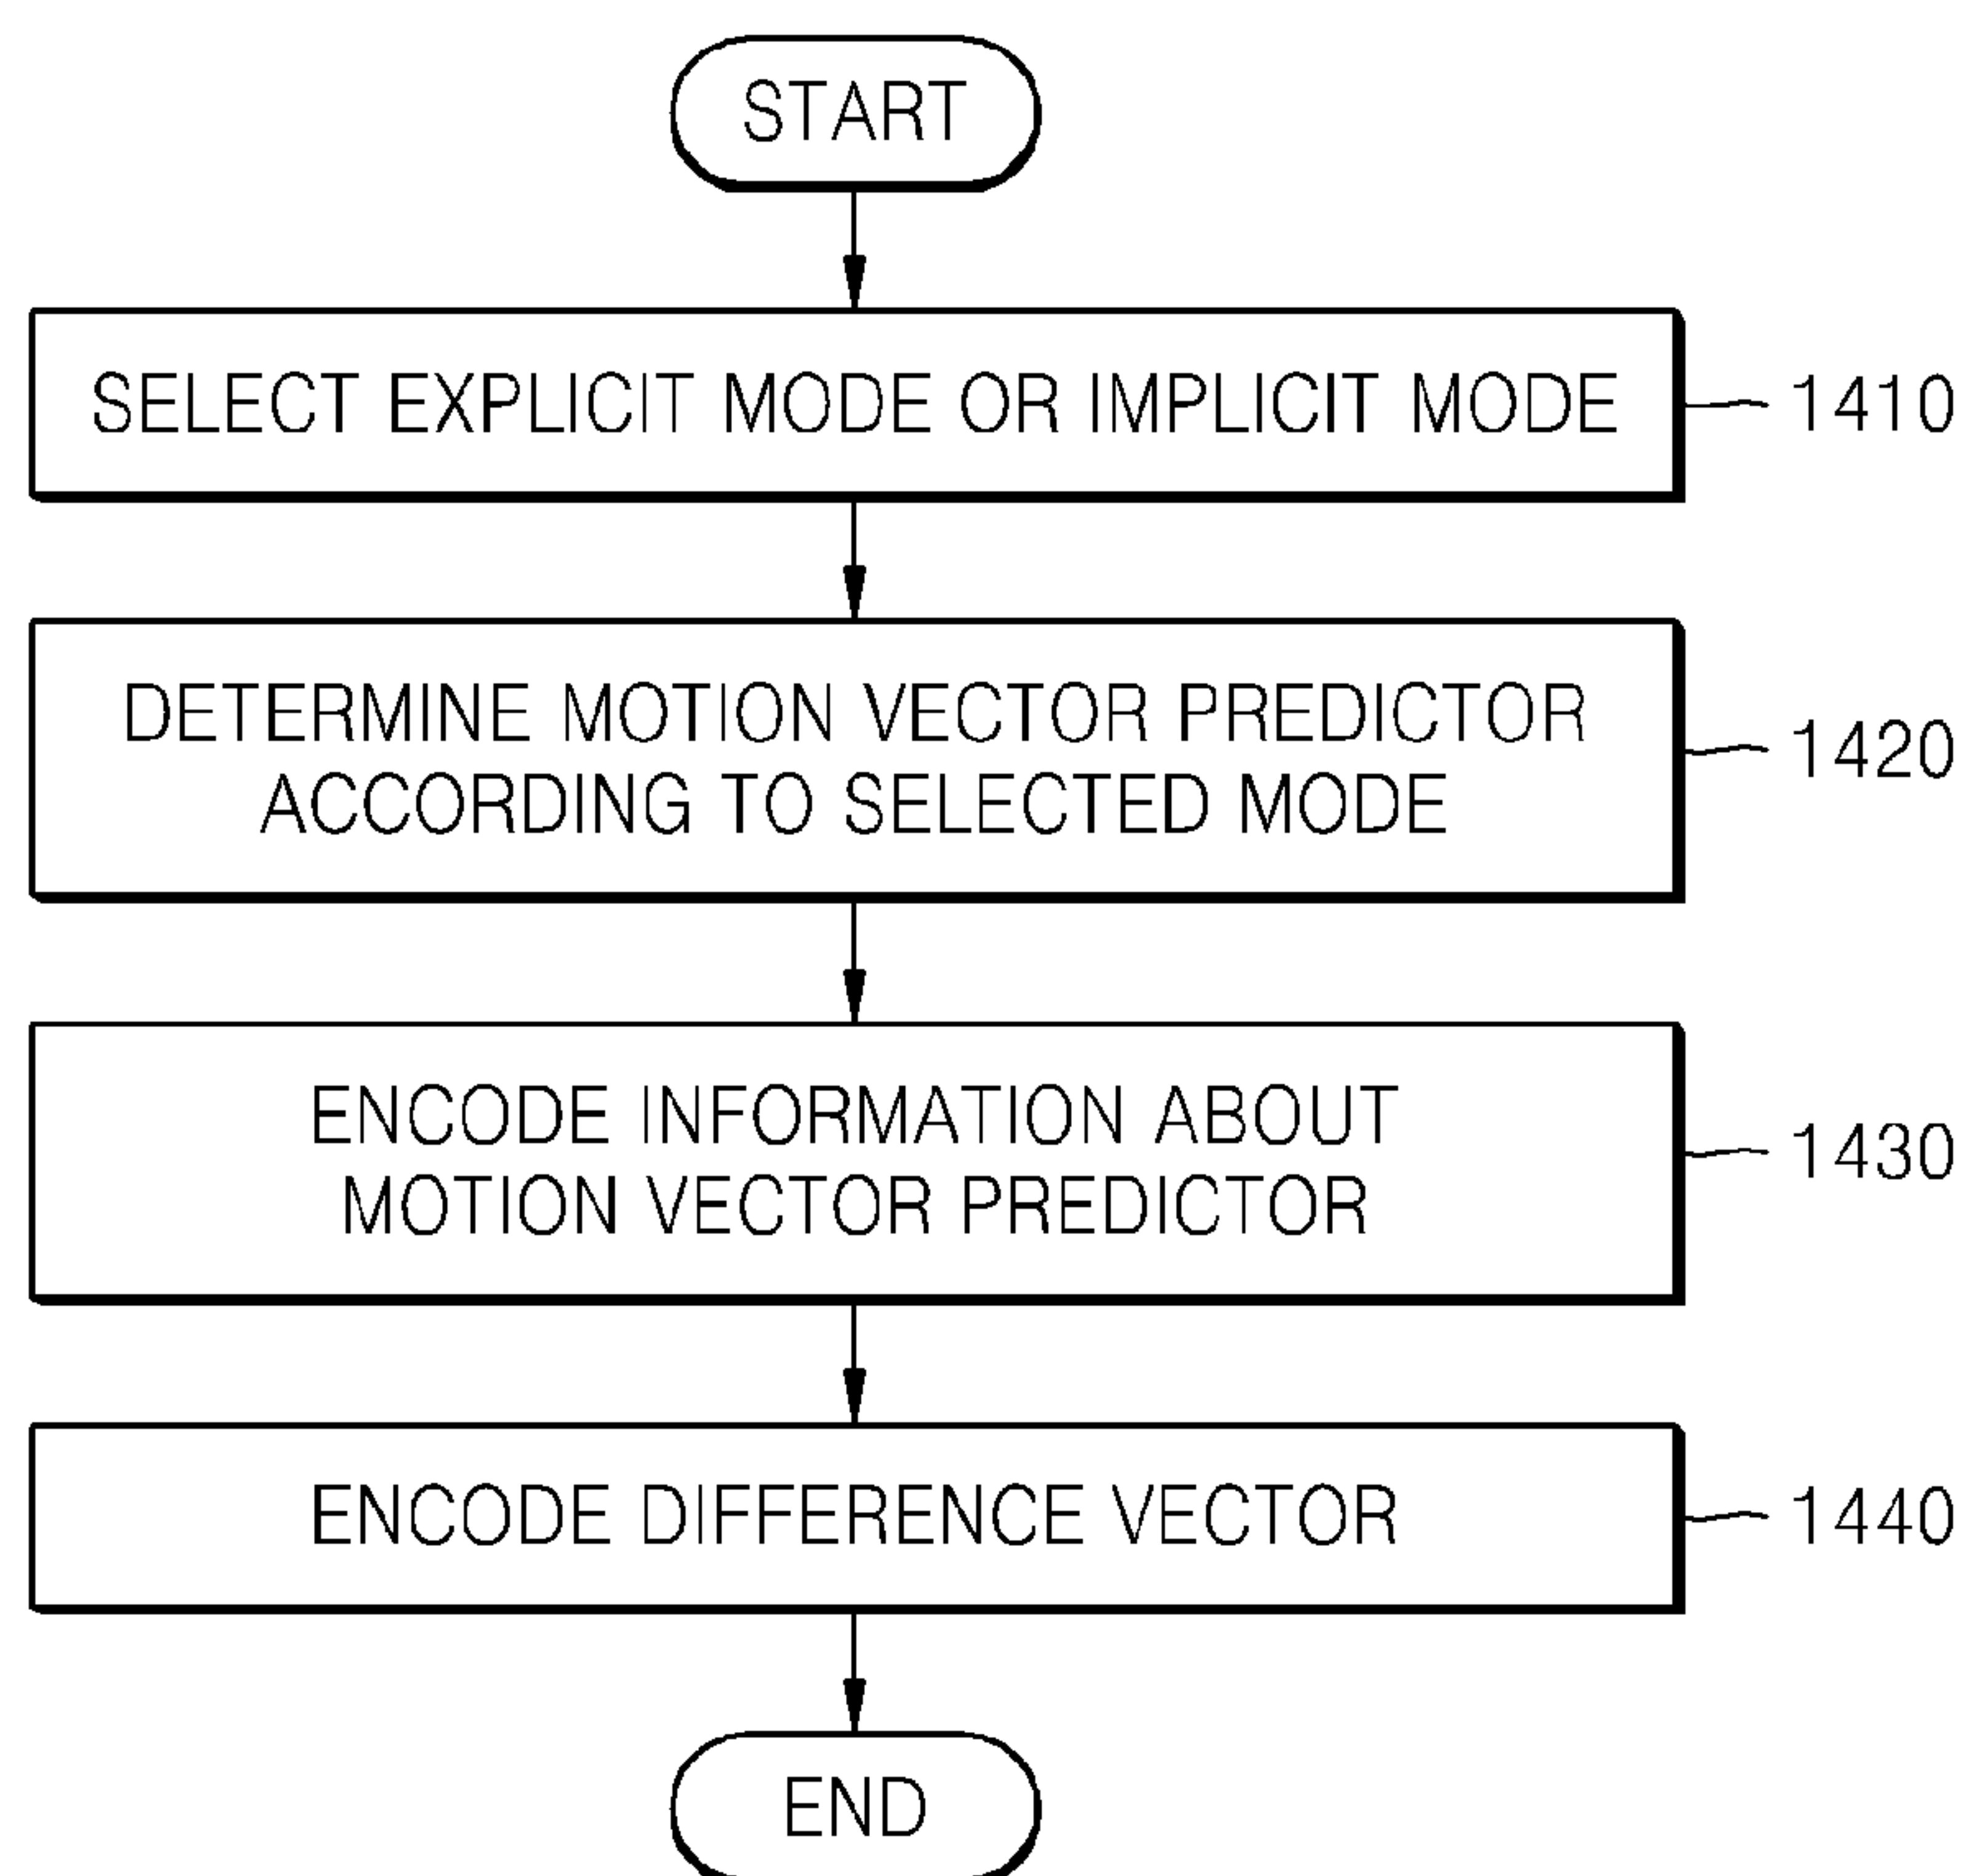 START
SELECT EXPLICIT MODE OR IMPLICIT MODE
1410
DETERMINE MOTION VECTOR PREDICTOR
ACCORDING TO SELECTED MODE
1420
ENCODE INFORMATION ABOUT
MOTION VECTOR PREDICTOR
1430
ENCODE DIFFERENCE VECTOR
1440
END